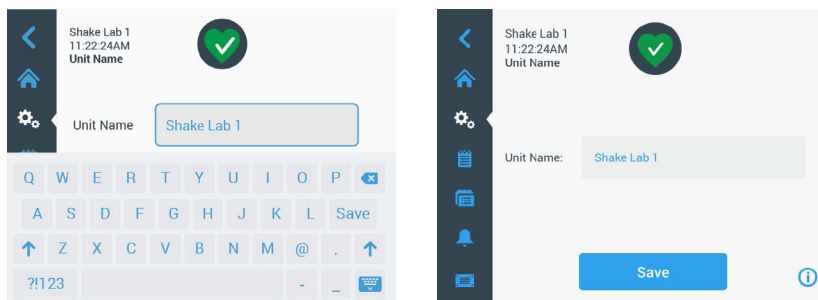 Shake Lab 1
11:22:24AM
Unit Name
Unit Name
Shake Lab 1
Q W E R T Y U I O P
A S D F G H J K L Save
Z X C V B N M @ .
?!123 - _
Shake Lab 1
11:22:24AM
Unit Name
Unit Name:
Shake Lab 1
Save